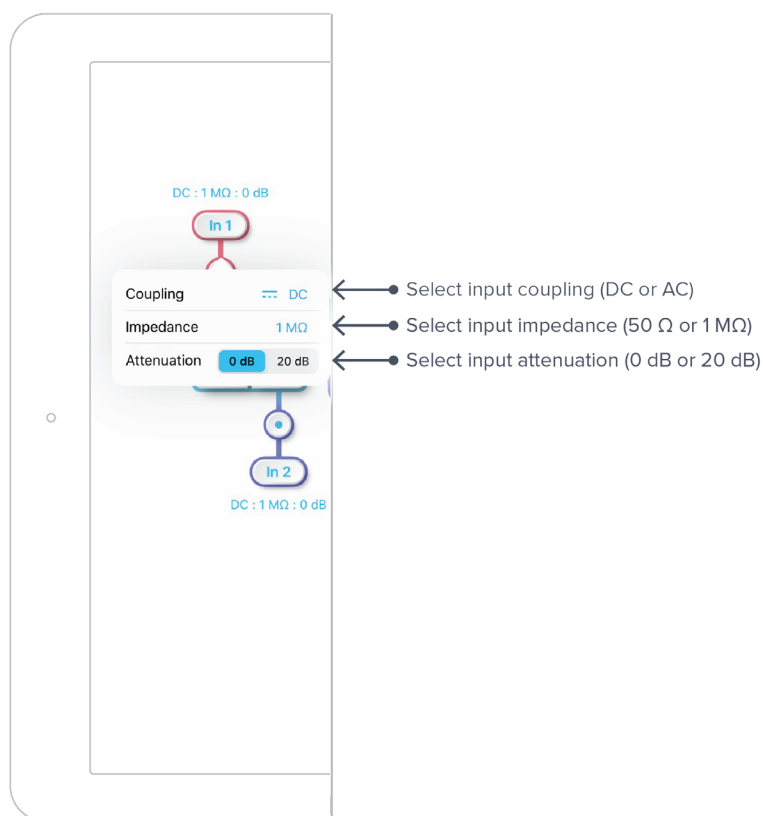 DC : 1 MΩ : 0 dB
In 1
Coupling DC Select input coupling (DC or AC)
Impedance 1 MΩ Select input impedance (50 Ω or 1 MΩ)
Attenuation 0 dB 20 dB Select input attenuation (0 dB or 20 dB)
In 2
DC : 1 MΩ : 0 dB